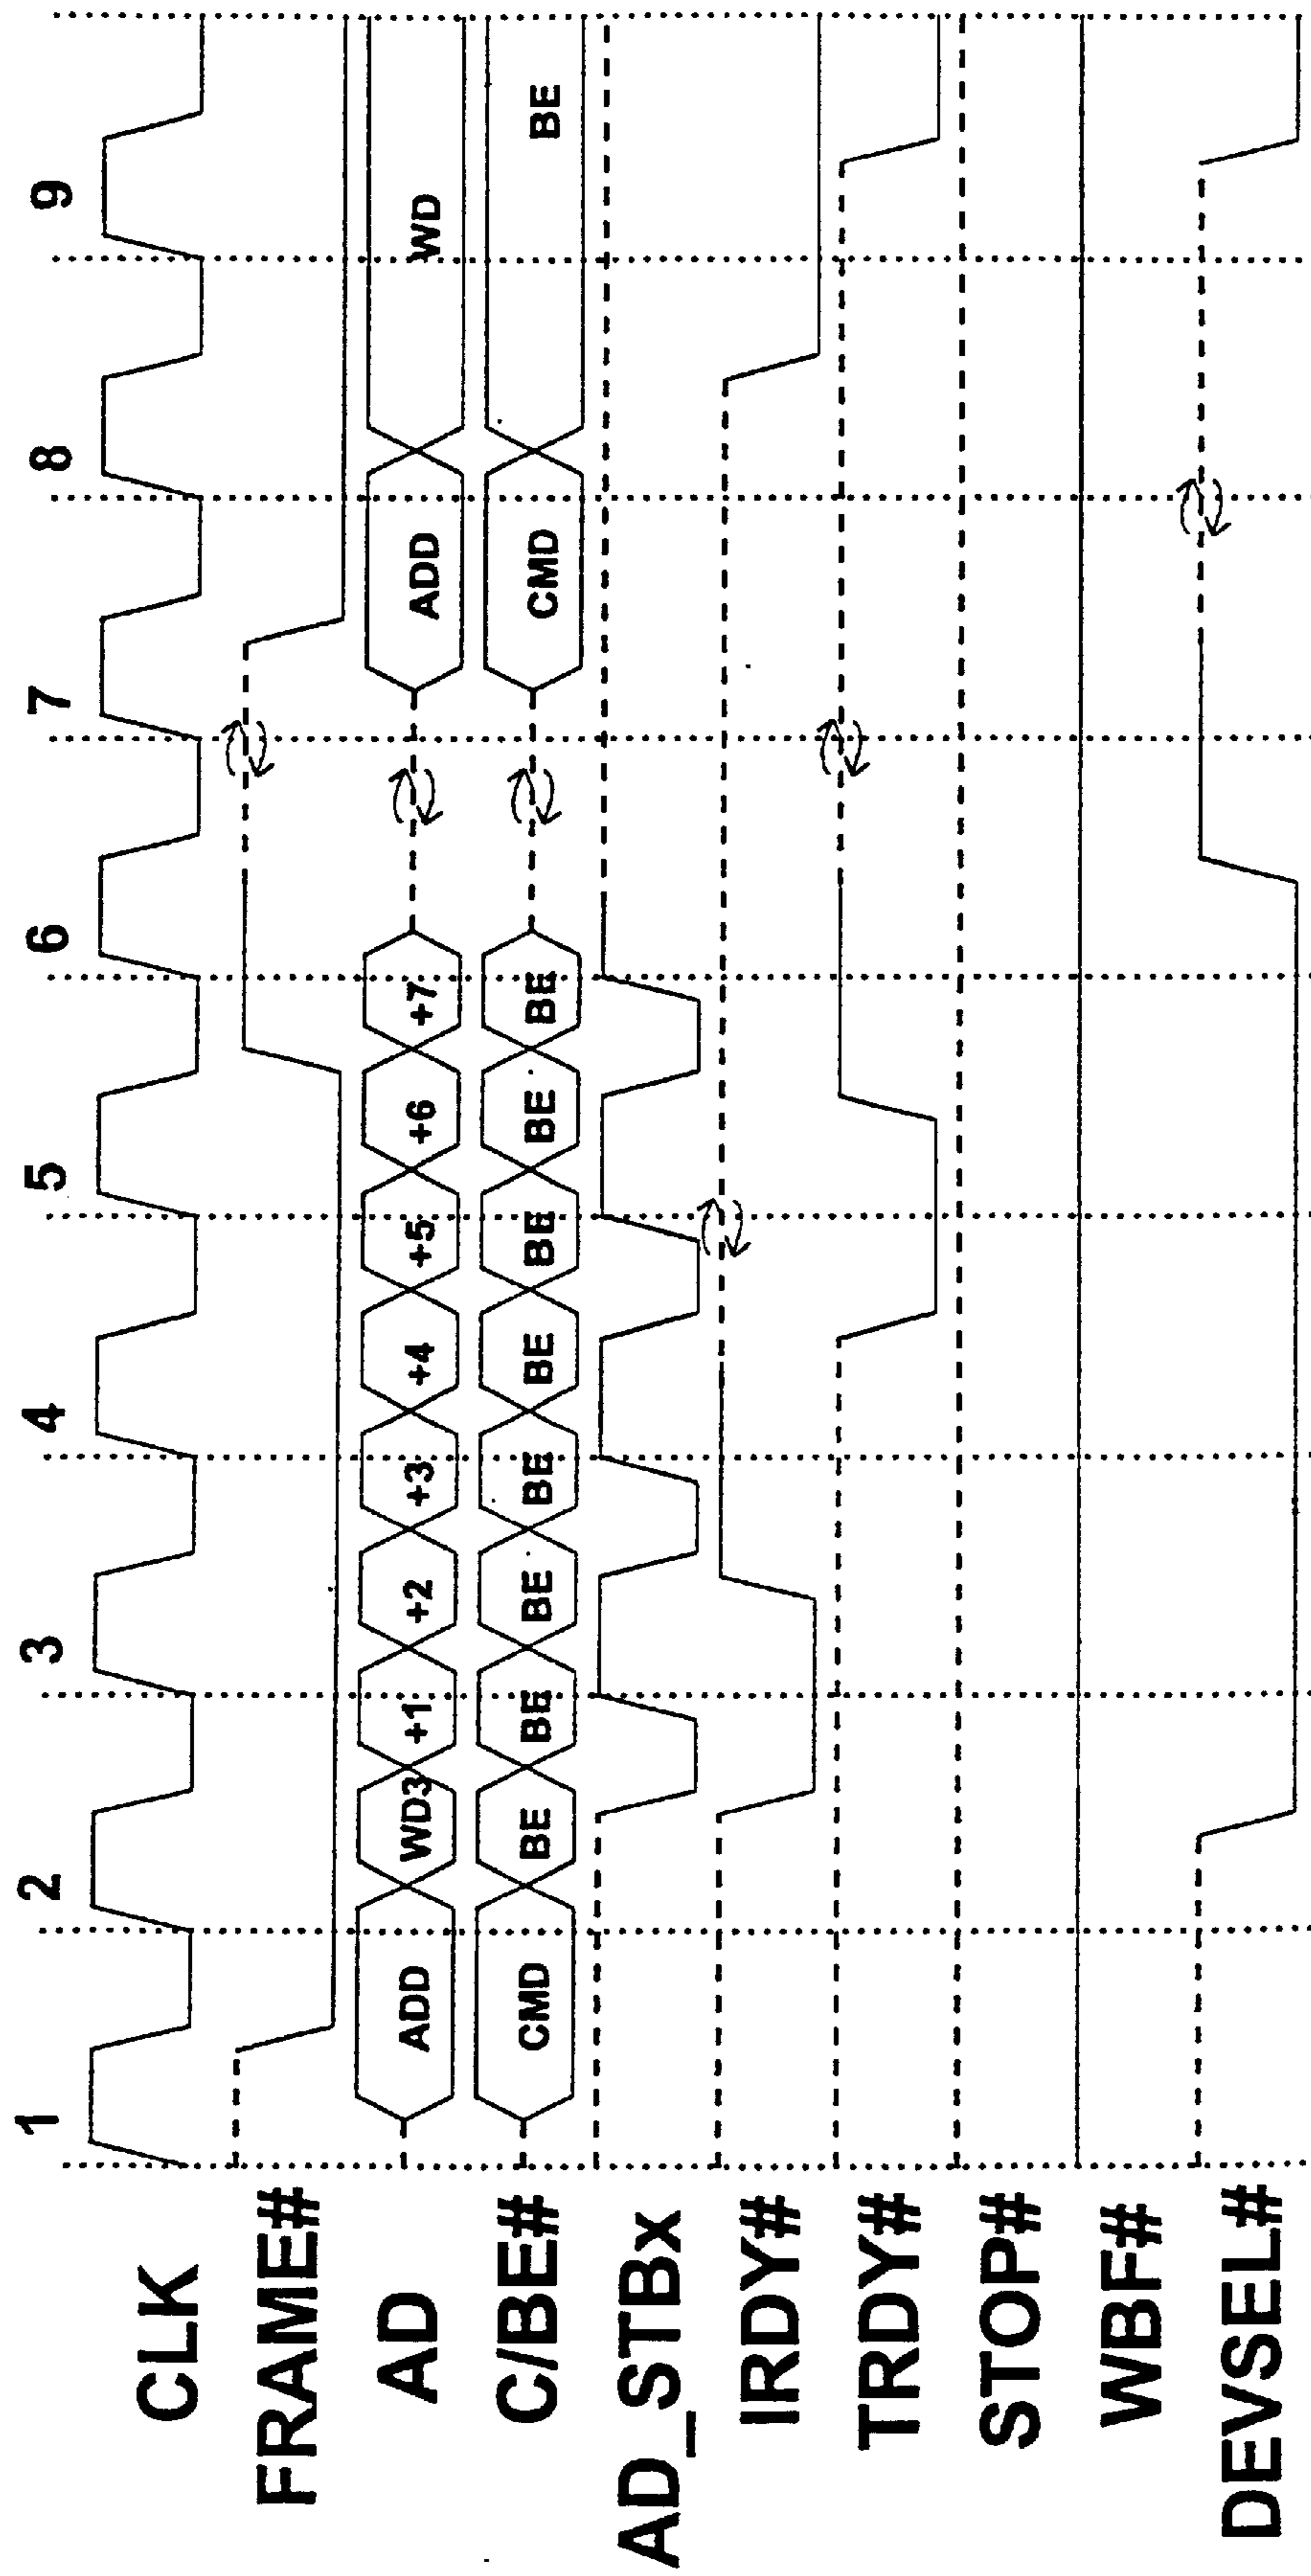 1 2 3 4 5 6 7 8 9
CLK
FRAME#
AD ADD WD3 +1 +2 +3 +4 +5 +6 +7 ADD WD
C/BE# CMD BE BE BE BE BE BE BE BE CMD BE
AD_STBx
IRDY#
TRDY#
STOP#
WBF#
DEVSEL#